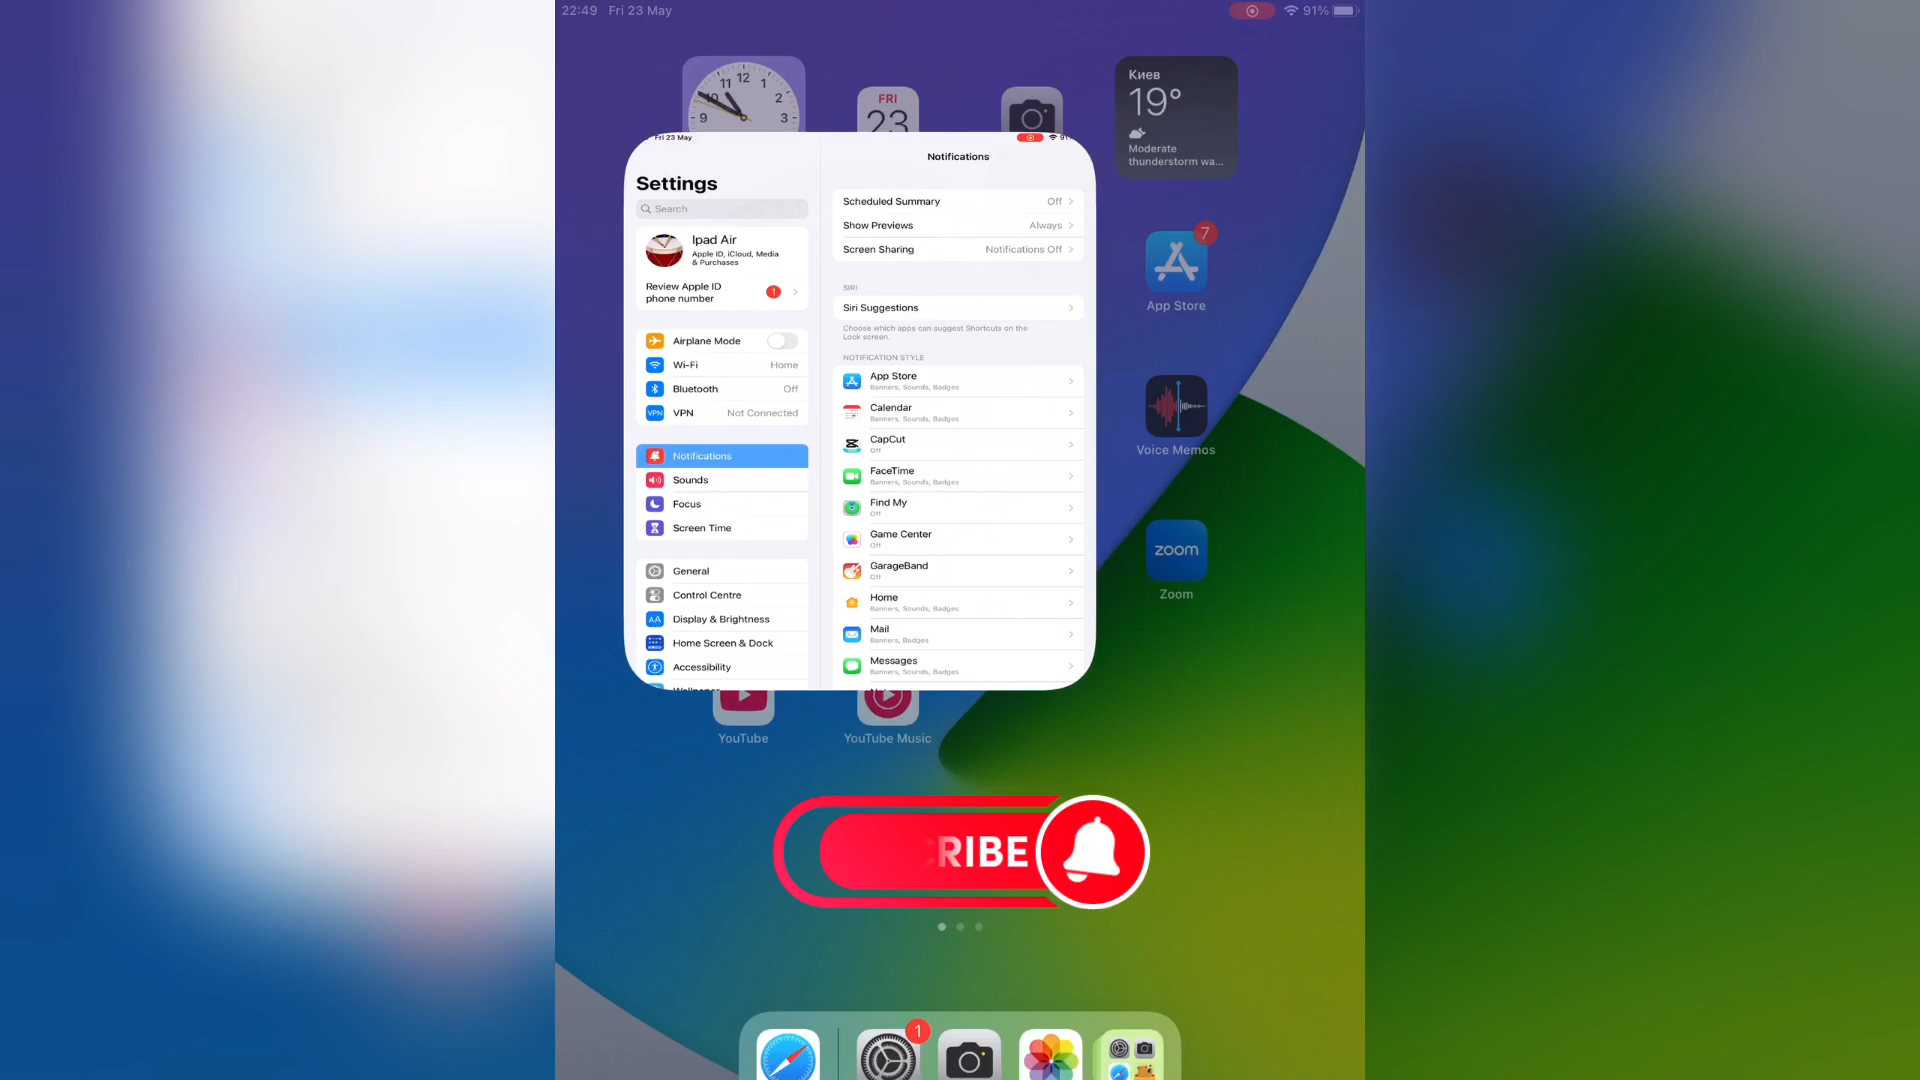 22:49 Fri 23 May
91%
12
11
1
10
2
9
3
FRI
23
Киев
19°
Moderate
thunderstorm wa...
Fri 23 May
Notifications
Settings
Search
Ipad Air
Apple ID, iCloud, Media
& Purchases
Review Apple ID
phone number
1
Airplane Mode
Wi-Fi Home
Bluetooth Off
VPN VPN Not Connected
Notifications
Sounds
Focus
Screen Time
General
Control Centre
AA Display & Brightness
Home Screen & Dock
Accessibility
Scheduled Summary Off
Show Previews Always
Screen Sharing Notifications Off
SIRI
Siri Suggestions
Choose which apps can suggest Shortcuts on the
Lock screen.
NOTIFICATION STYLE
App Store
Banners, Sounds, Badges
Calendar
Banners, Sounds, Badges
CapCut
Off
FaceTime
Banners, Sounds, Badges
Find My
Off
Game Center
Off
GarageBand
Off
Home
Banners, Sounds, Badges
Mail
Banners, Badges
Messages
Banners, Sounds, Badges
7
App Store
Voice Memos
zoom
Zoom
YouTube
YouTube Music
RIBE
1